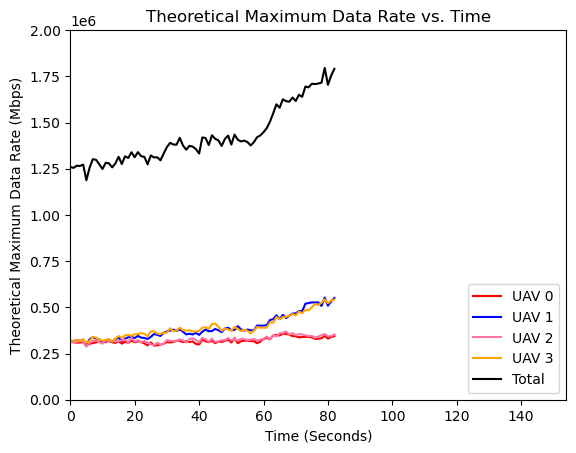 Theoretical Maximum Data Rate vs. Time
1e6
2.00
1.75
1.50
1.25
1.00
0.75
0.50
0.25
0.00
Theoretical Maximum Data Rate (Mbps)
0 20 40 60 80 100 120 140
Time (Seconds)
UAV 0
UAV 1
UAV 2
UAV 3
Total